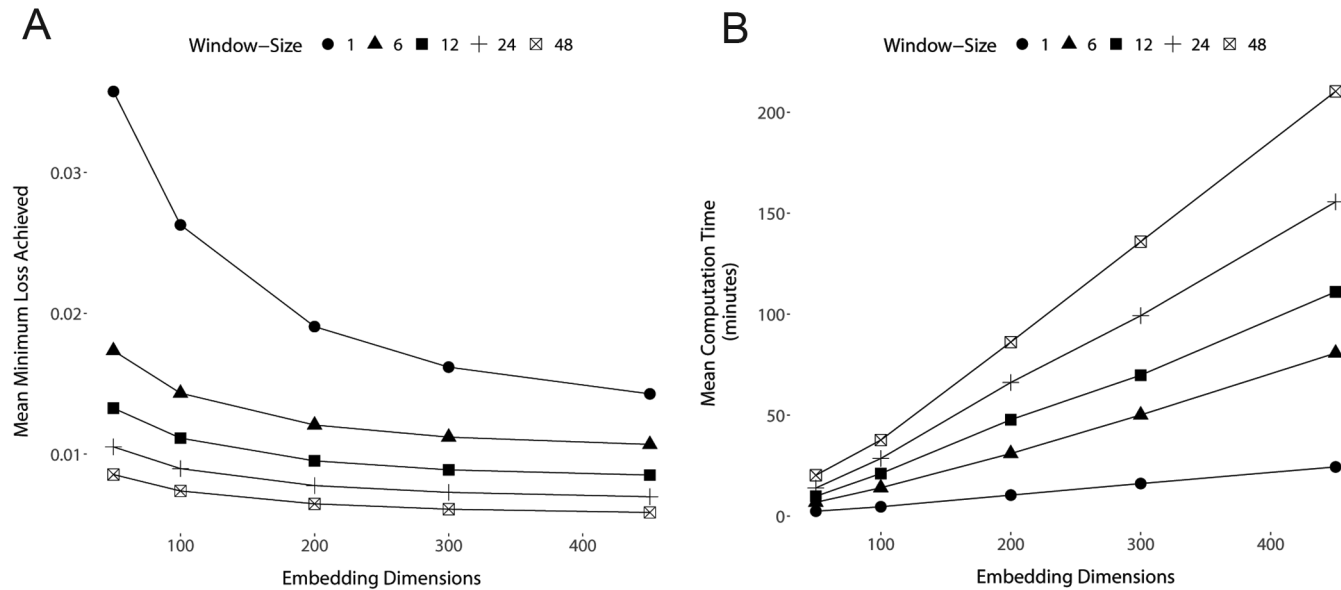 A
Window−Size 1 6 12 24 48
0.03
0.02
0.01
Mean Minimum Loss Achieved
100 200 300 400
Embedding Dimensions
B
Window−Size 1 6 12 24 48
200
150
100
50
0
Mean Computation Time
(minutes)
100 200 300 400
Embedding Dimensions